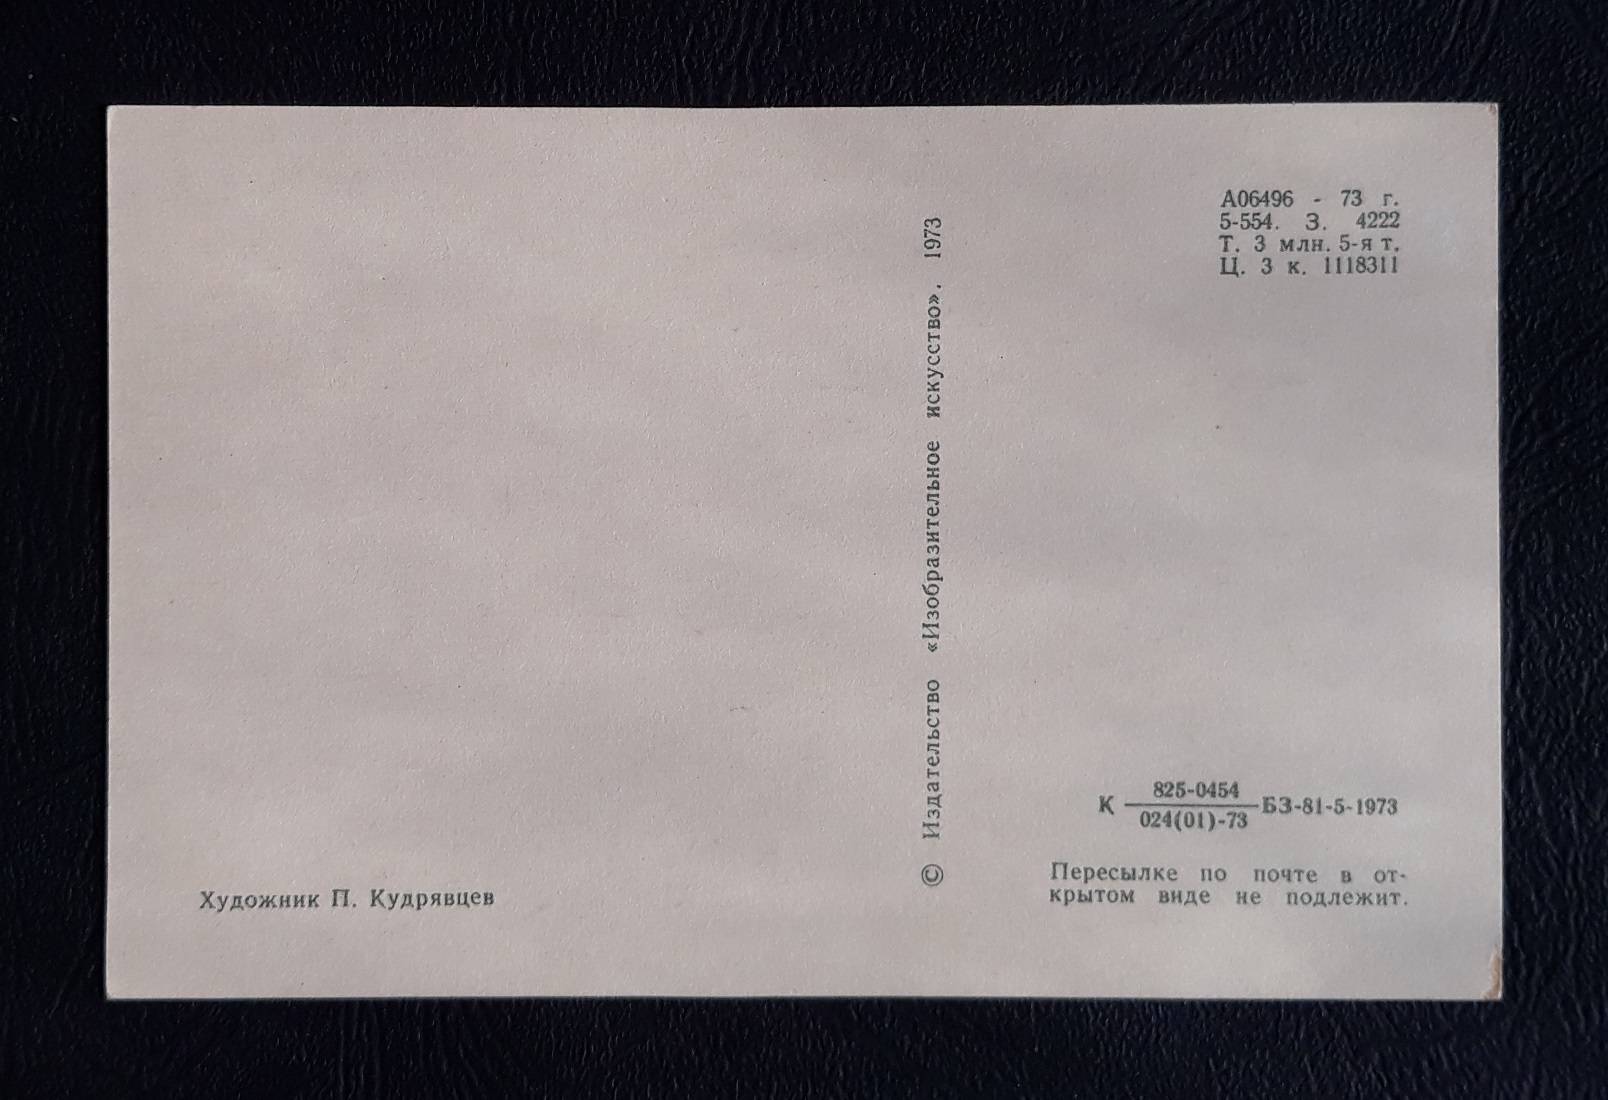 Художник П. Кудрявцев
© Издательство «Изобразительное искусство». 1973
А06496 - 73 г.
5-554. З. 4222
Т. 3 млн. 5-я т.
Ц. 3 к. 1118311
825-0454
К ————— БЗ-81-5-1973
024(01)-73
Пересылке по почте в от-
крытом виде не подлежит.